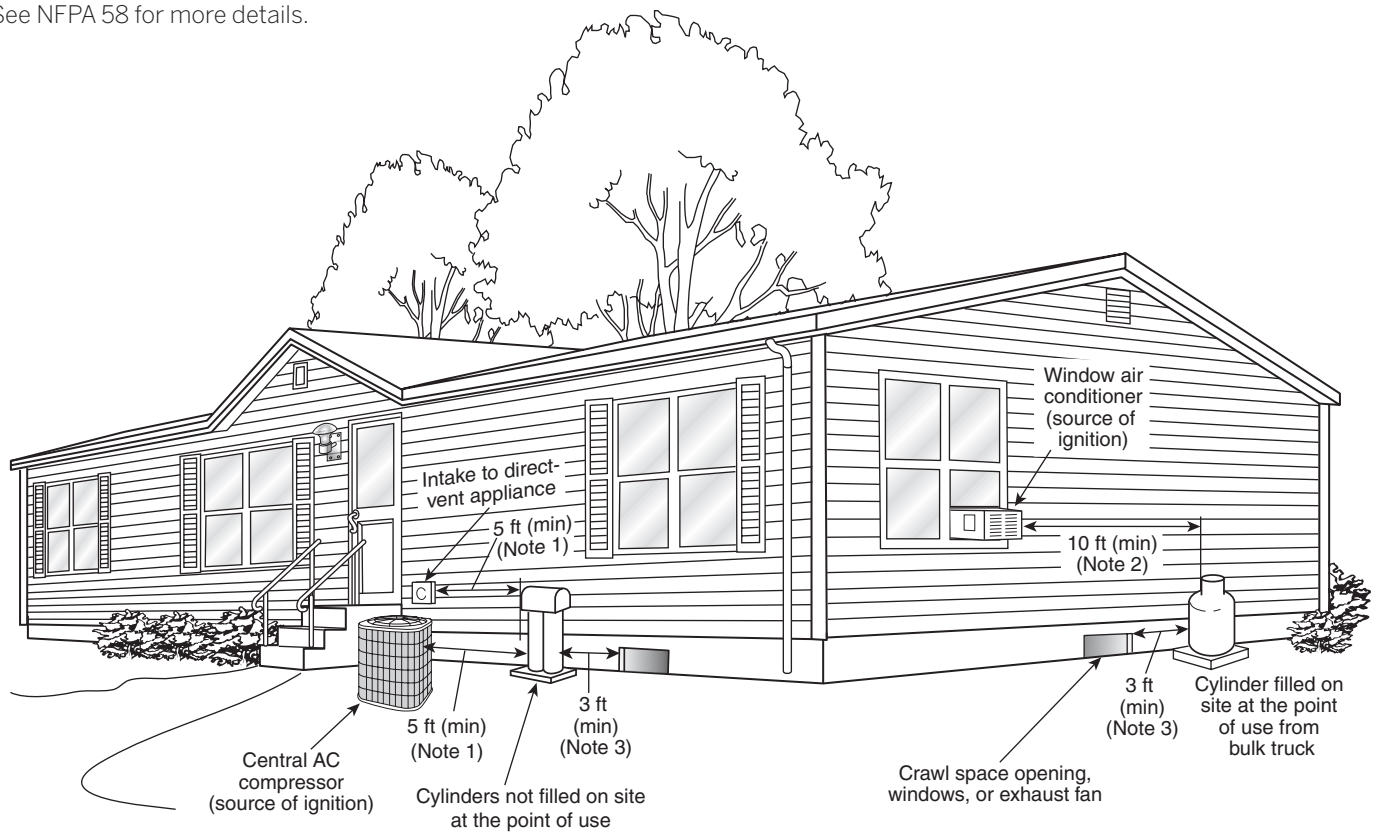 See NFPA 58 for more details.
Window air
conditioner
(source of
ignition)
Intake to direct-
vent appliance
5 ft (min)
(Note 1)
10 ft (min)
(Note 2)
C
5 ft (min)
(Note 1)
3 ft
(min)
(Note 3)
3 ft
(min)
(Note 3)
Cylinder filled on
site at the point
of use from
bulk truck
Central AC
compressor
(source of ignition)
Cylinders not filled on site
at the point of use
Crawl space opening,
windows, or exhaust fan